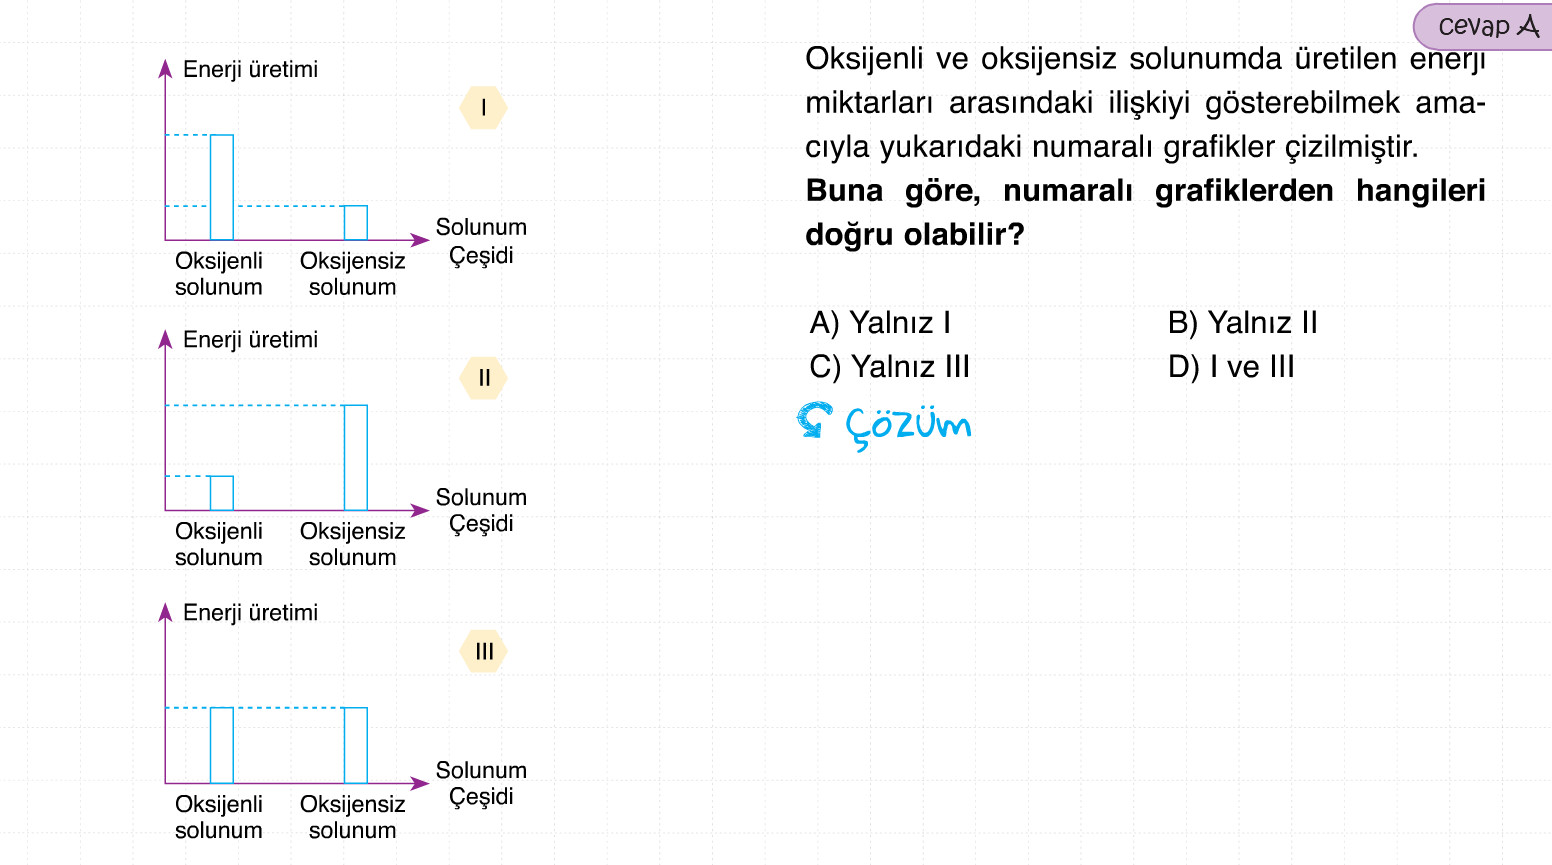 Enerji üretimi
I
Solunum
Çeşidi
Oksijenli
solunum
Oksijensiz
solunum
Enerji üretimi
II
Solunum
Çeşidi
Oksijenli
solunum
Oksijensiz
solunum
Enerji üretimi
III
Solunum
Çeşidi
Oksijenli
solunum
Oksijensiz
solunum
Cevap A
Oksijenli ve oksijensiz solunumda üretilen enerji
miktarları arasındaki ilişkiyi gösterebilmek ama-
cıyla yukarıdaki numaralı grafikler çizilmiştir.
Buna göre, numaralı grafiklerden hangileri
doğru olabilir?
A) Yalnız I
B) Yalnız II
C) Yalnız III
D) I ve III
Çözüm